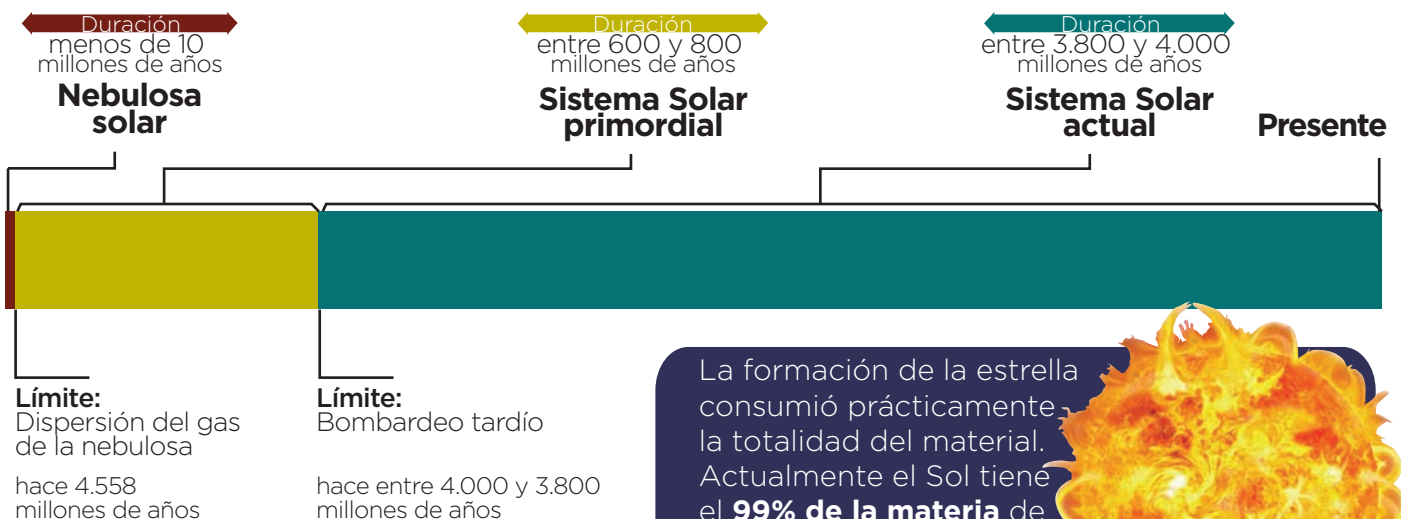 Duración
menos de 10
millones de años
Nebulosa
solar
Duración
entre 600 y 800
millones de años
Sistema Solar
primordial
Duración
entre 3.800 y 4.000
millones de años
Sistema Solar
actual
Presente
Límite:
Dispersión del gas
de la nebulosa
hace 4.558
millones de años
Límite:
Bombardeo tardío
hace entre 4.000 y 3.800
millones de años
La formación de la estrella
consumió prácticamente
la totalidad del material.
Actualmente el Sol tiene
el 99% de la materia de